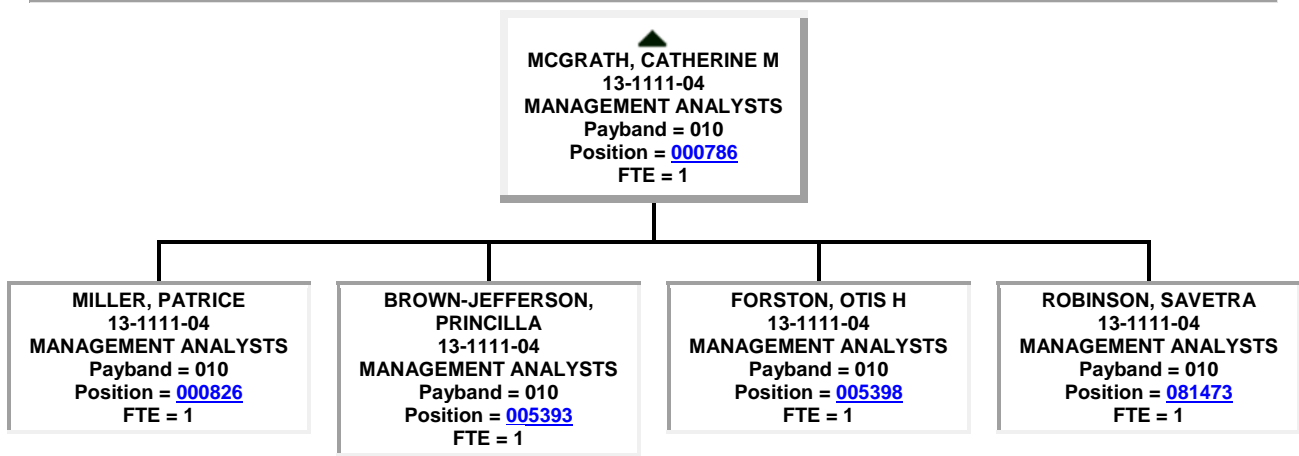 MCGRATH, CATHERINE M
13-1111-04
MANAGEMENT ANALYSTS
Payband = 010
Position = 000786
FTE = 1
MILLER, PATRICE
13-1111-04
MANAGEMENT ANALYSTS
Payband = 010
Position = 000826
FTE = 1
BROWN-JEFFERSON,
PRINCILLA
13-1111-04
MANAGEMENT ANALYSTS
Payband = 010
Position = 005393
FTE = 1
FORSTON, OTIS H
13-1111-04
MANAGEMENT ANALYSTS
Payband = 010
Position = 005398
FTE = 1
ROBINSON, SAVETRA
13-1111-04
MANAGEMENT ANALYSTS
Payband = 010
Position = 081473
FTE = 1